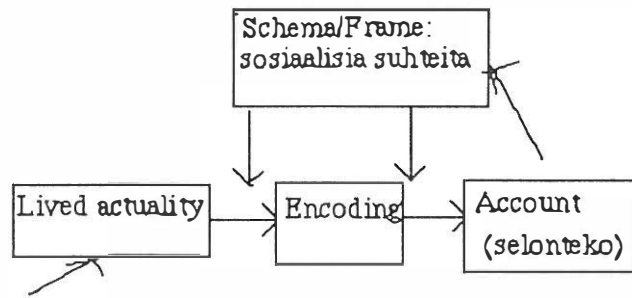 Schema/Frame:
sosiaalisia suhteita
Lived actuality
Encoding
Account
(selonteko)